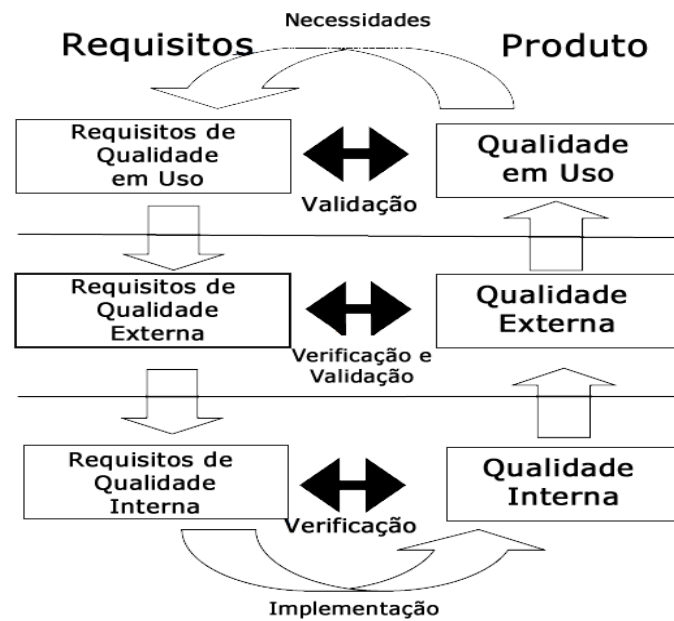 Necessidades
Requisitos
Produto
Requisitos de
Qualidade
em Uso
Qualidade
em Uso
Validação
Requisitos de
Qualidade
Externa
Qualidade
Externa
Verificação e
Validação
Requisitos de
Qualidade
Interna
Qualidade
Interna
Verificação
Implementação